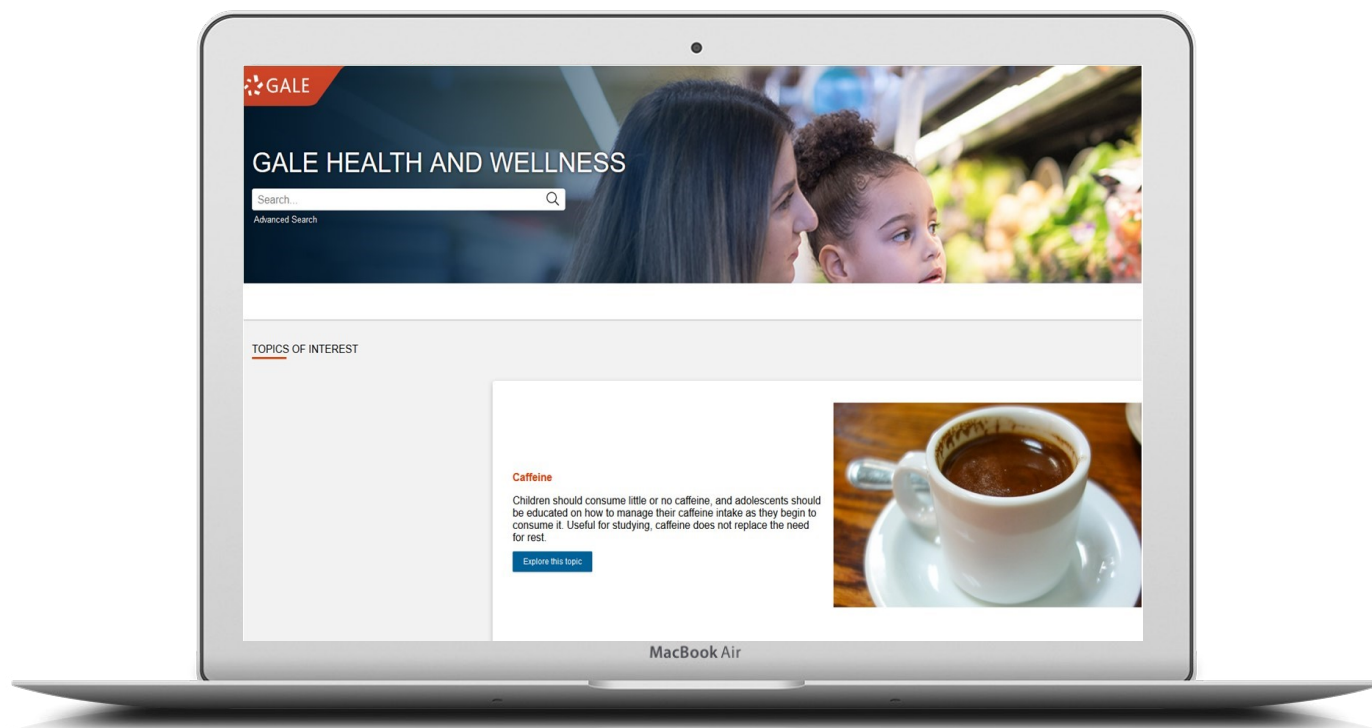 GALE
GALE HEALTH AND WELLNESS
Search...
Advanced Search
TOPICS OF INTEREST
Caffeine
Children should consume little or no caffeine, and adolescents should
be educated on how to manage their caffeine intake as they begin to
consume it. Useful for studying, caffeine does not replace the need
for rest.
Explore this topic
MacBook Air